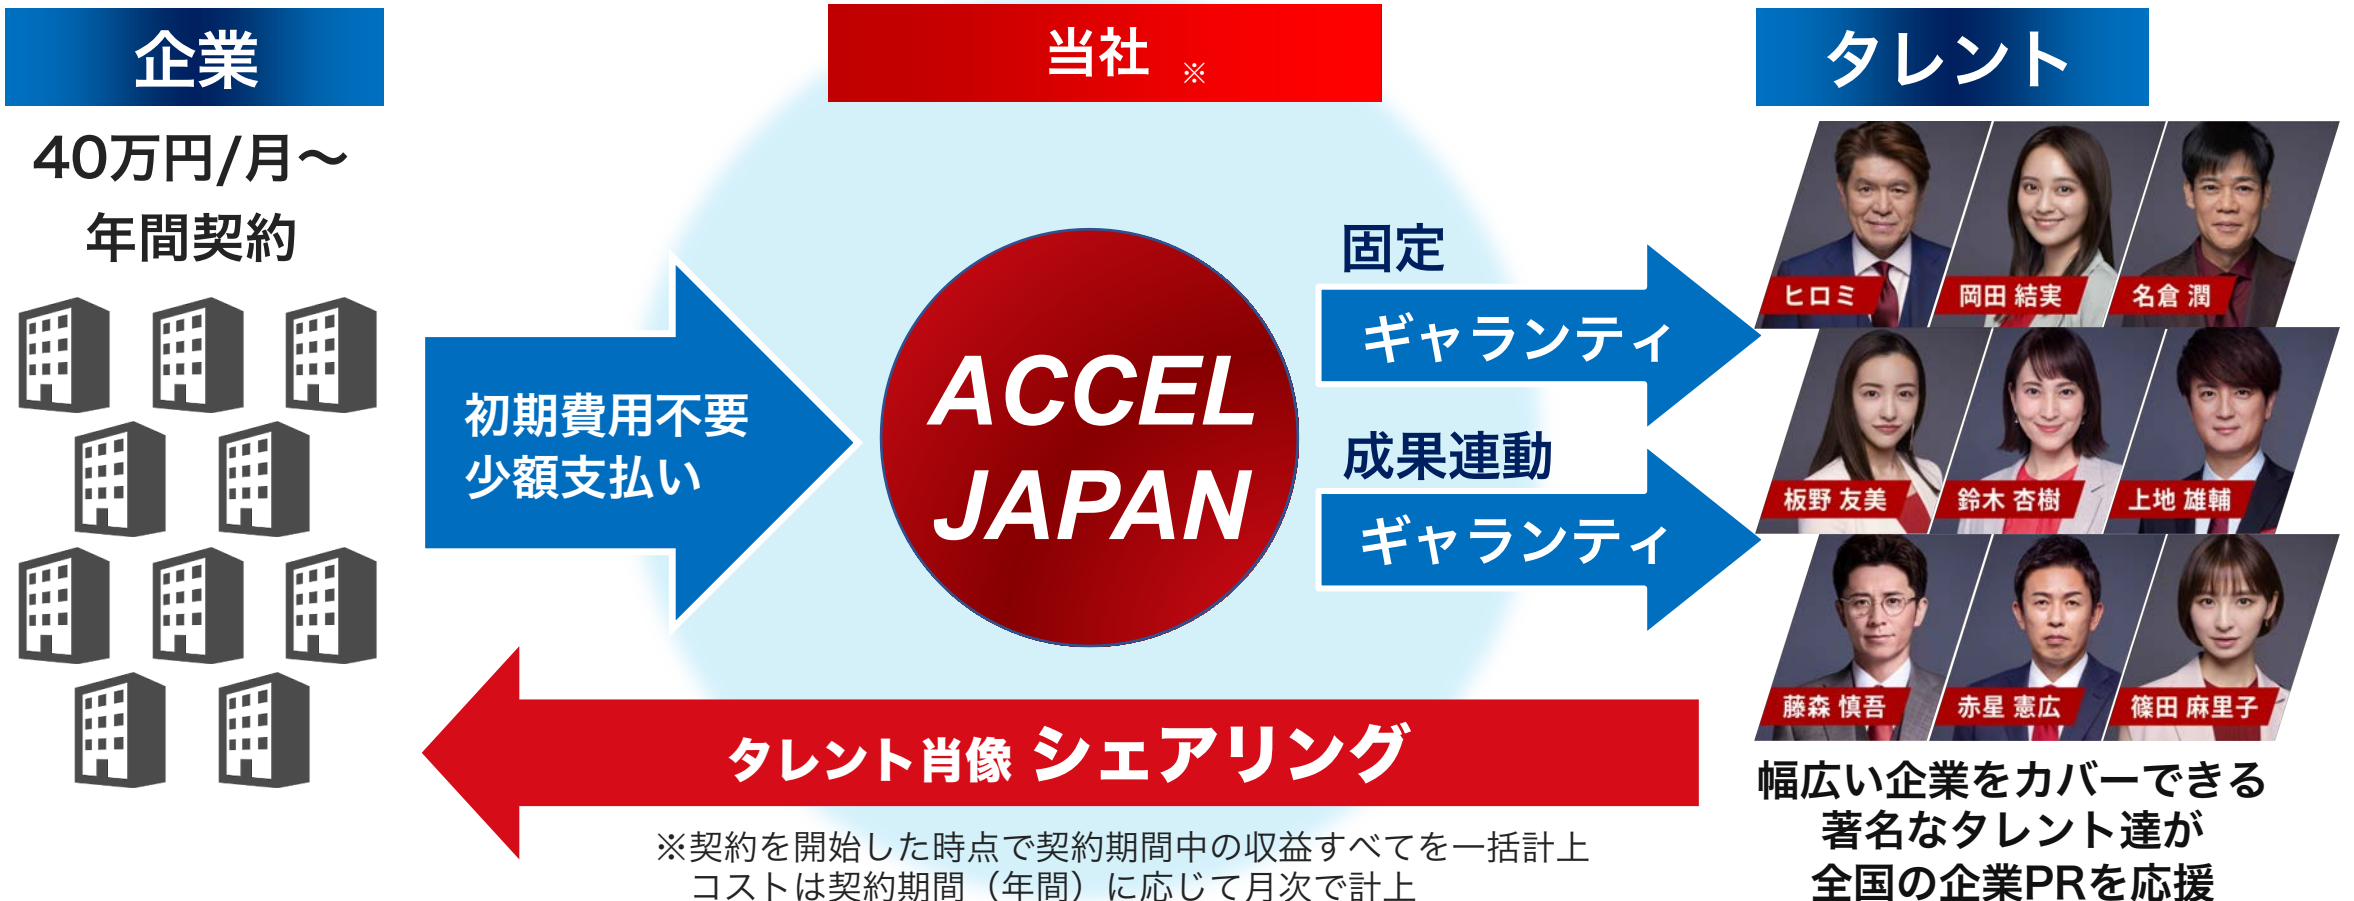 企業
40万円/月～
年間契約
初期費用不要
少額支払い
当社 ※
ACCEL
JAPAN
固定
ギャランティ
成果連動
ギャランティ
タレント肖像 シェアリング
※契約を開始した時点で契約期間中の収益すべてを一括計上
コストは契約期間（年間）に応じて月次で計上
タレント
ヒロミ
岡田 結実
名倉 潤
板野 友美
鈴木 杏樹
上地 雄輔
藤森 慎吾
赤星 憲広
篠田 麻里子
幅広い企業をカバーできる
著名なタレント達が
全国の企業PRを応援